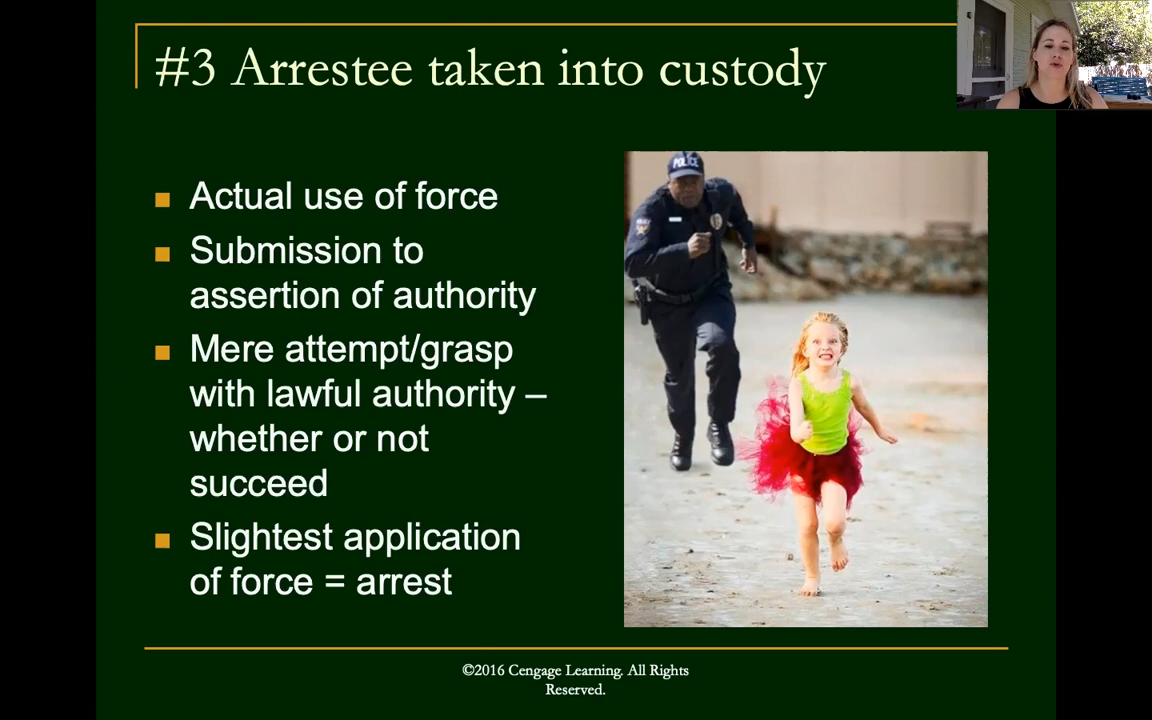 #3 Arrestee taken into custody
■ Actual use of force
■ Submission to
assertion of authority
■ Mere attempt/grasp
with lawful authority –
whether or not
succeed
■ Slightest application
of force = arrest
POLICE
©2016 Cengage Learning. All Rights
Reserved.